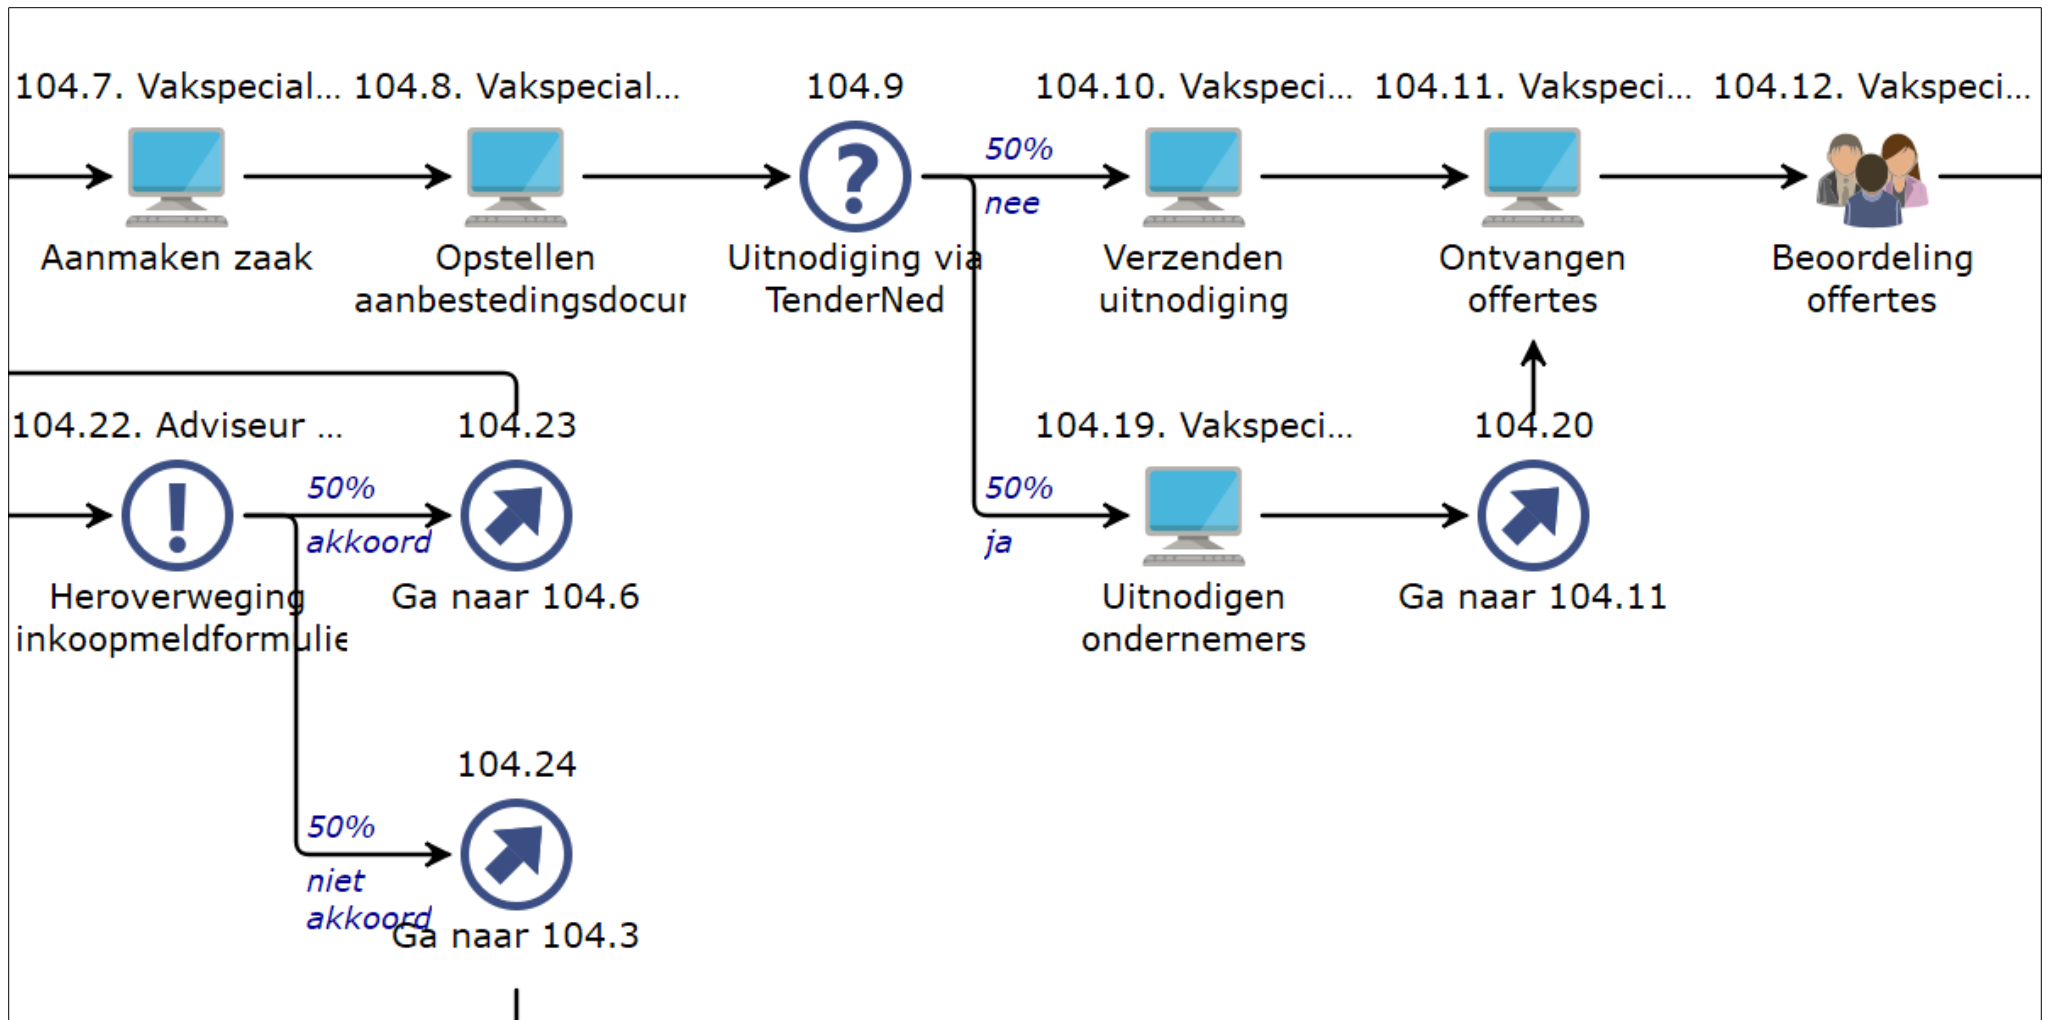 104.7. Vakspecial...
104.8. Vakspecial...
104.9
104.10. Vakspeci...
104.11. Vakspeci...
104.12. Vakspeci...
50%
nee
Aanmaken zaak
Opstellen
aanbestedingsdocur
Uitnodiging via
TenderNed
Verzenden
uitnodiging
Ontvangen
offertes
Beoordeling
offertes
104.22. Adviseur ...
104.23
104.19. Vakspeci...
104.20
50%
akkoord
50%
ja
Heroverweging
inkoopmeldformulie
Ga naar 104.6
Uitnodigen
ondernemers
Ga naar 104.11
104.24
50%
niet
akkoord
Ga naar 104.3